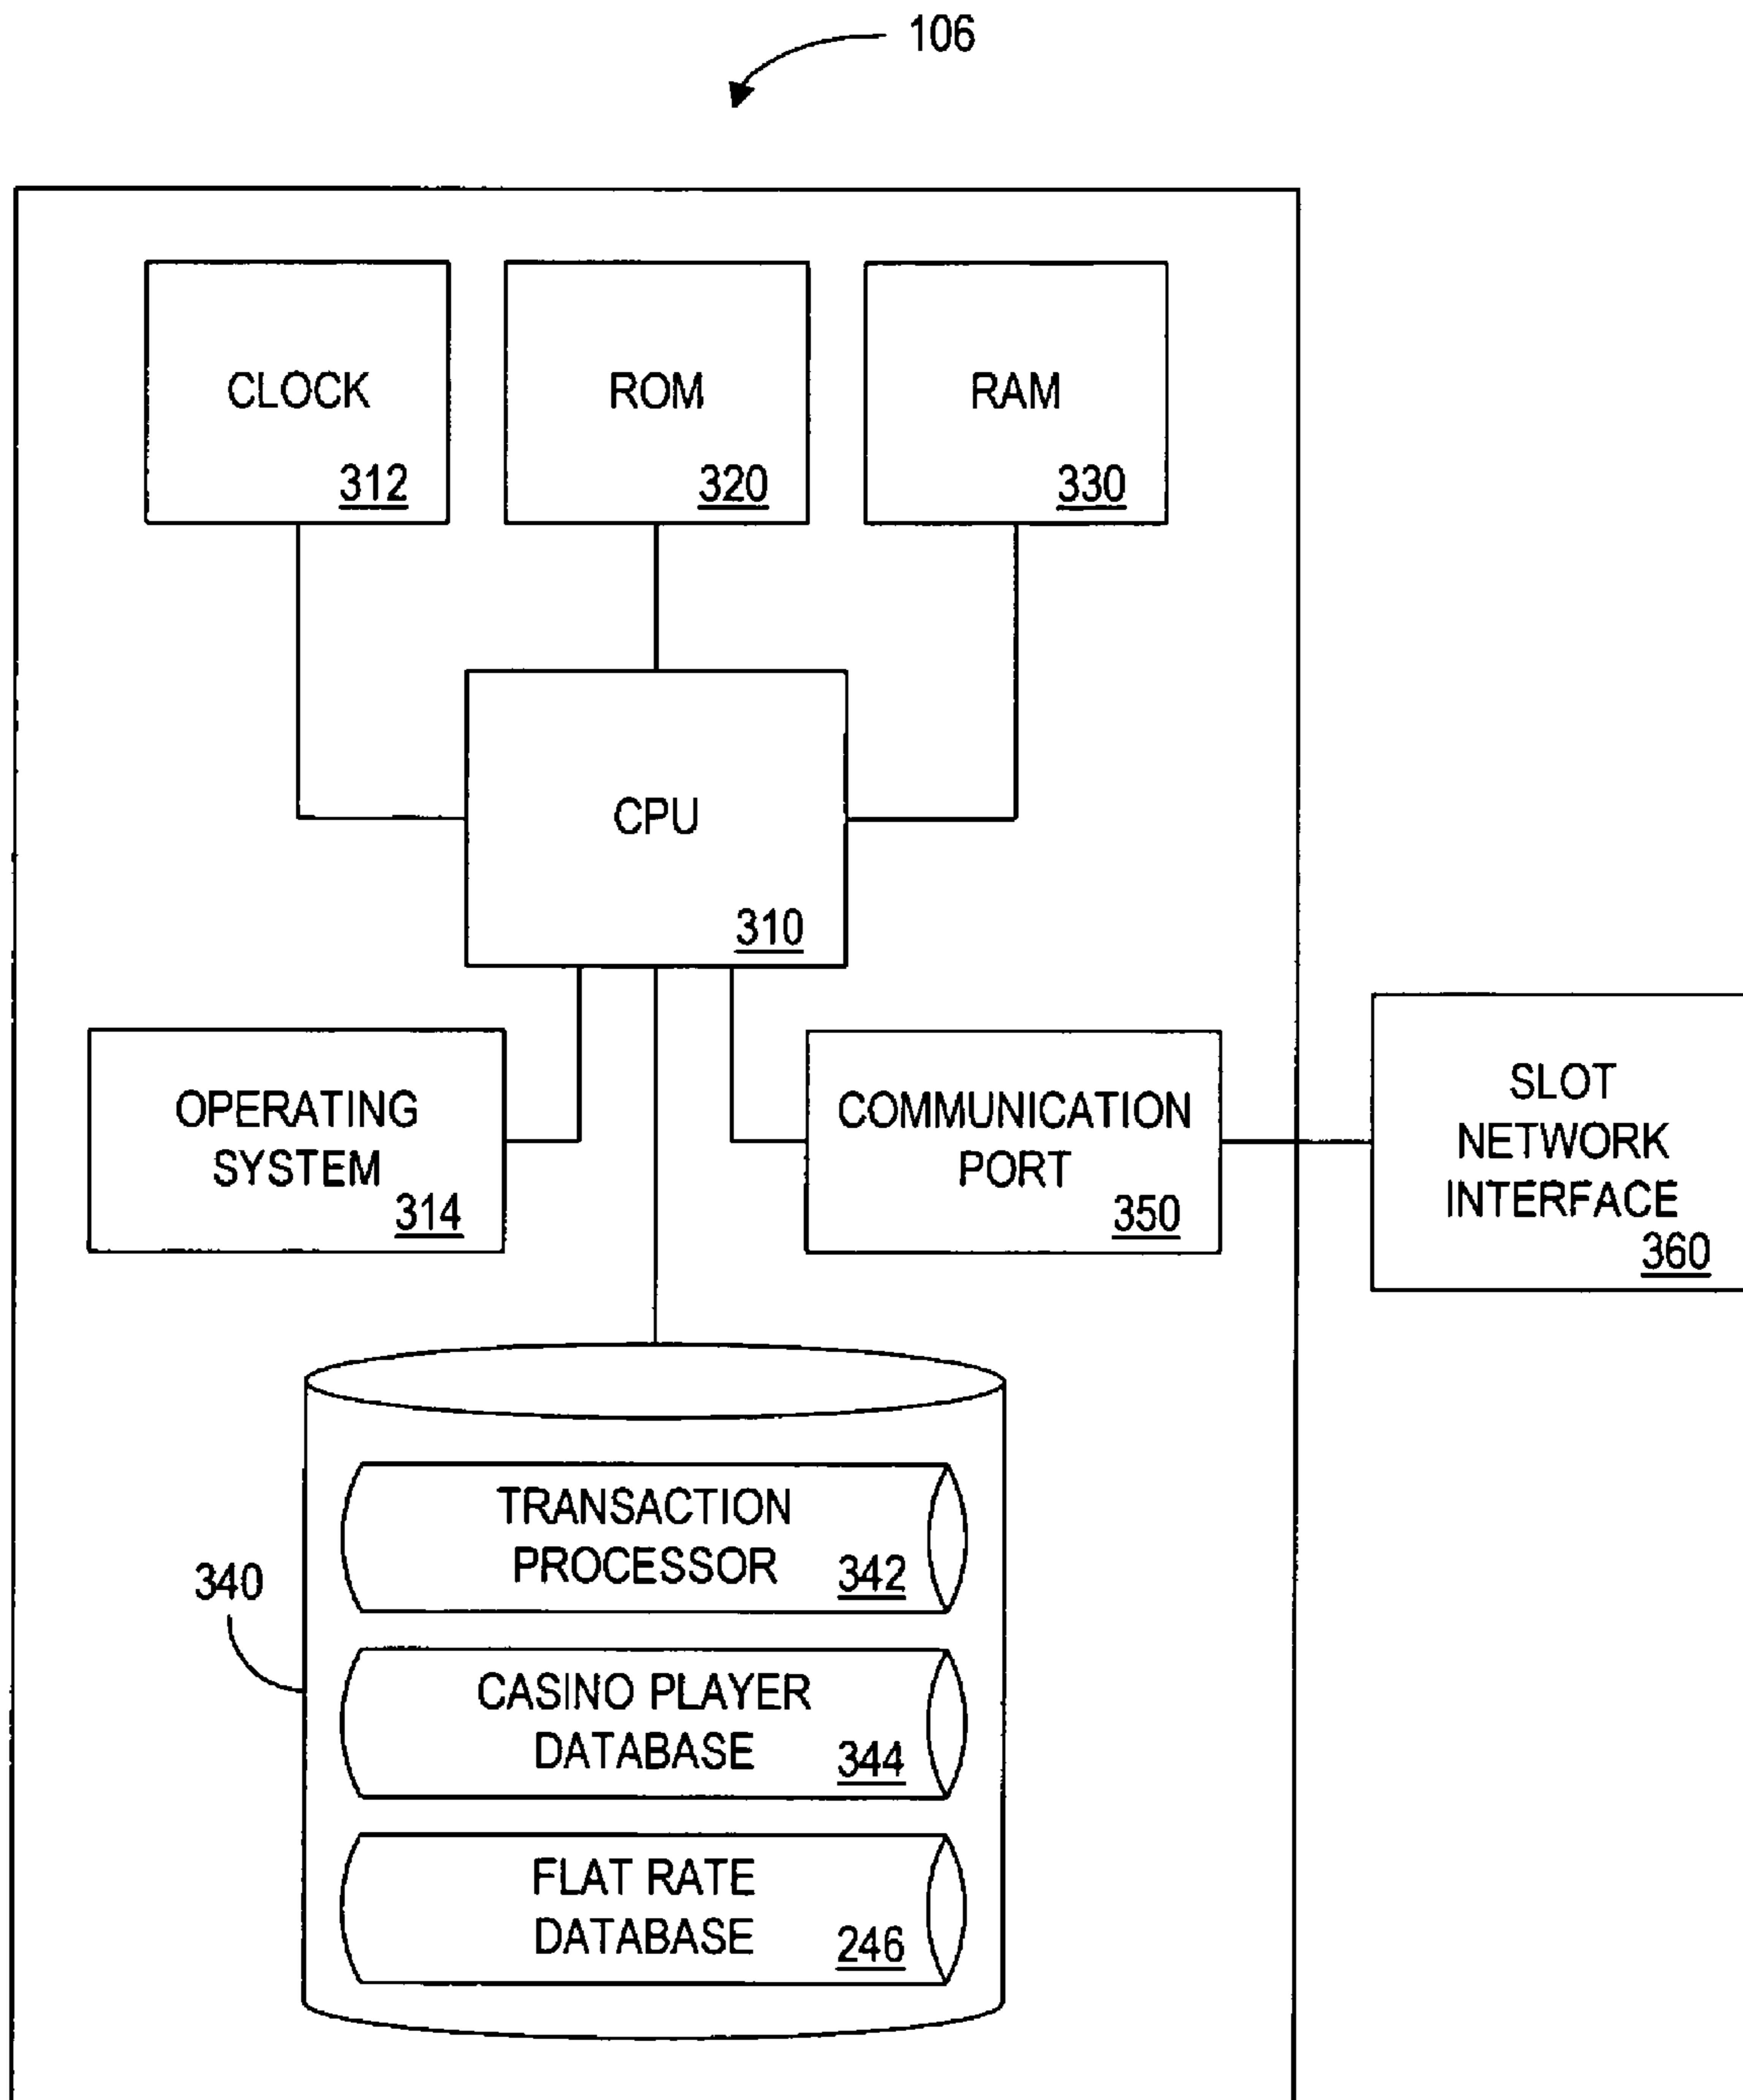 106
CLOCK
312
ROM
320
RAM
330
CPU
310
OPERATING
SYSTEM
314
COMMUNICATION
PORT
350
SLOT
NETWORK
INTERFACE
360
340
TRANSACTION
PROCESSOR
342
CASINO PLAYER
DATABASE
344
FLAT RATE
DATABASE
246